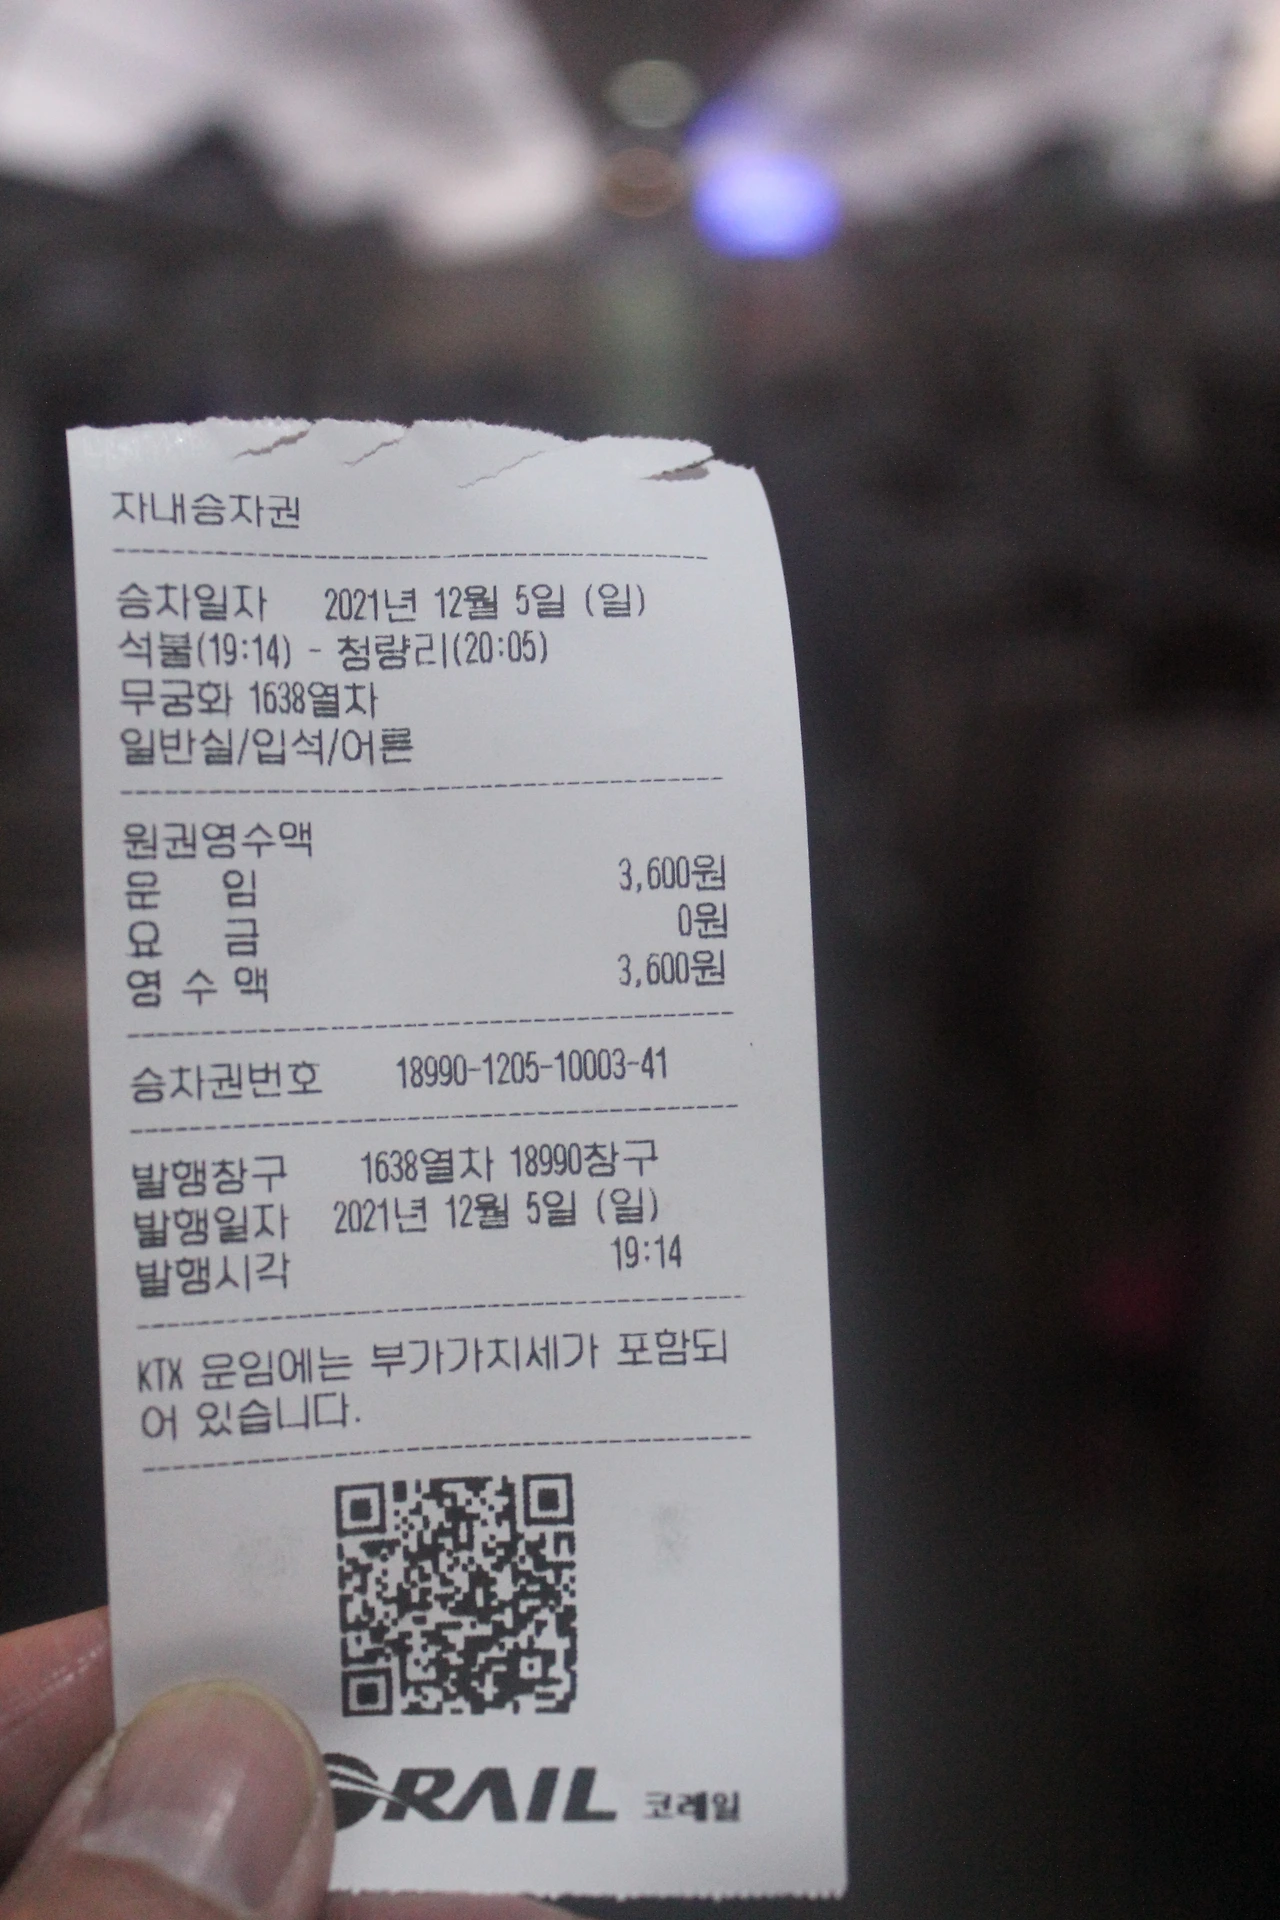 차내승차권
승차일자 2021년 12월 5일 (일)
석불(19:14) - 청량리(20:05)
무궁화 1638열차
일반실/입석/어른
원권영수액
운 임 3,600원
요 금 0원
영 수 액 3,600원
승차권번호 18990-1205-10003-41
발행창구 1638열차 18990창구
발행일자 2021년 12월 5일 (일)
발행시각 19:14
KTX 운임에는 부가가치세가 포함되
어 있습니다.
RAIL 코레일